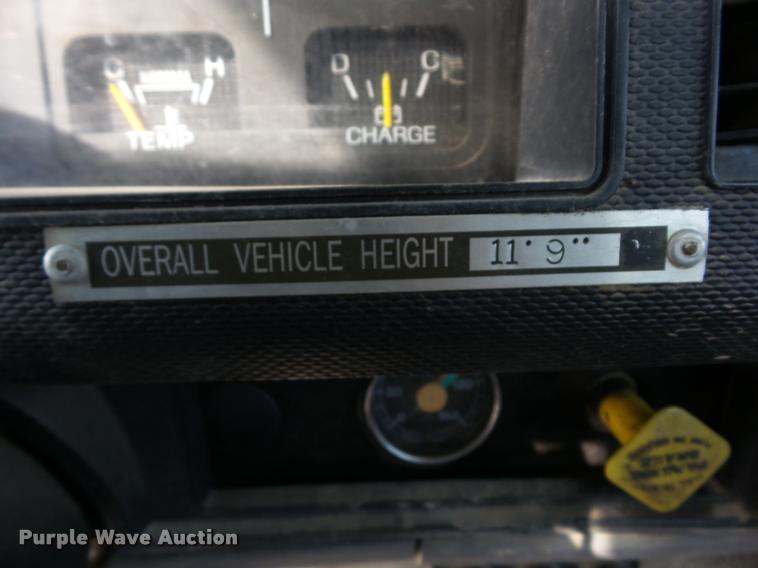 C H
TEMP
D C
CHARGE
OVERALL VEHICLE HEIGHT 11' 9"
Purple Wave Auction